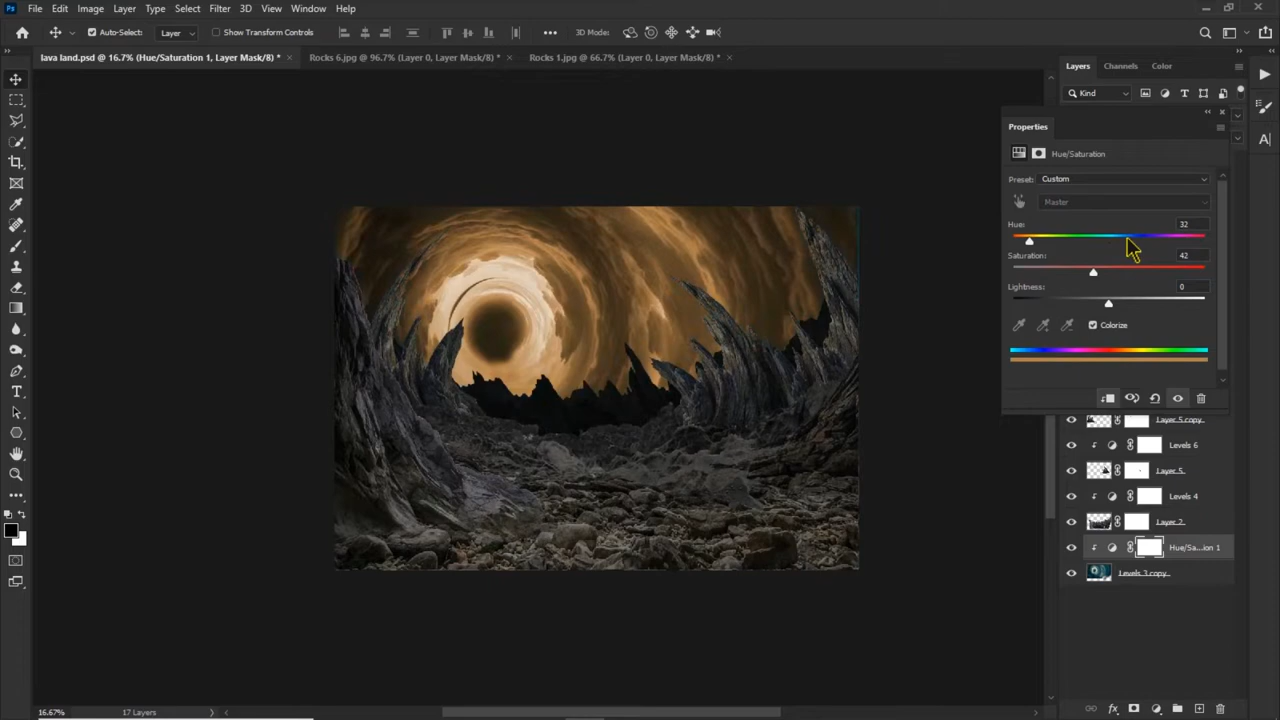 Ps File Edit Image Layer Type Select Filter 3D View Window Help
Auto-Select: Layer Show Transform Controls 3D Mode:
lava land.psd @ 16.7% (Hue/Saturation 1, Layer Mask/8) * Rocks 6.jpg @ 96.7% (Layer 0, Layer Mask/8) * Rocks 1.jpg @ 66.7% (Layer 0, Layer Mask/8) *
Layers Channels Color
Kind
Properties
Hue/Saturation
Preset: Custom
Master
Hue: 32
Saturation: 42
Lightness: 0
Colorize
Layer 5 copy
Levels 6
Layer 5
Levels 4
Layer 2
Hue/Sa...ion 1
Levels 3 copy
16.67% 17 Layers